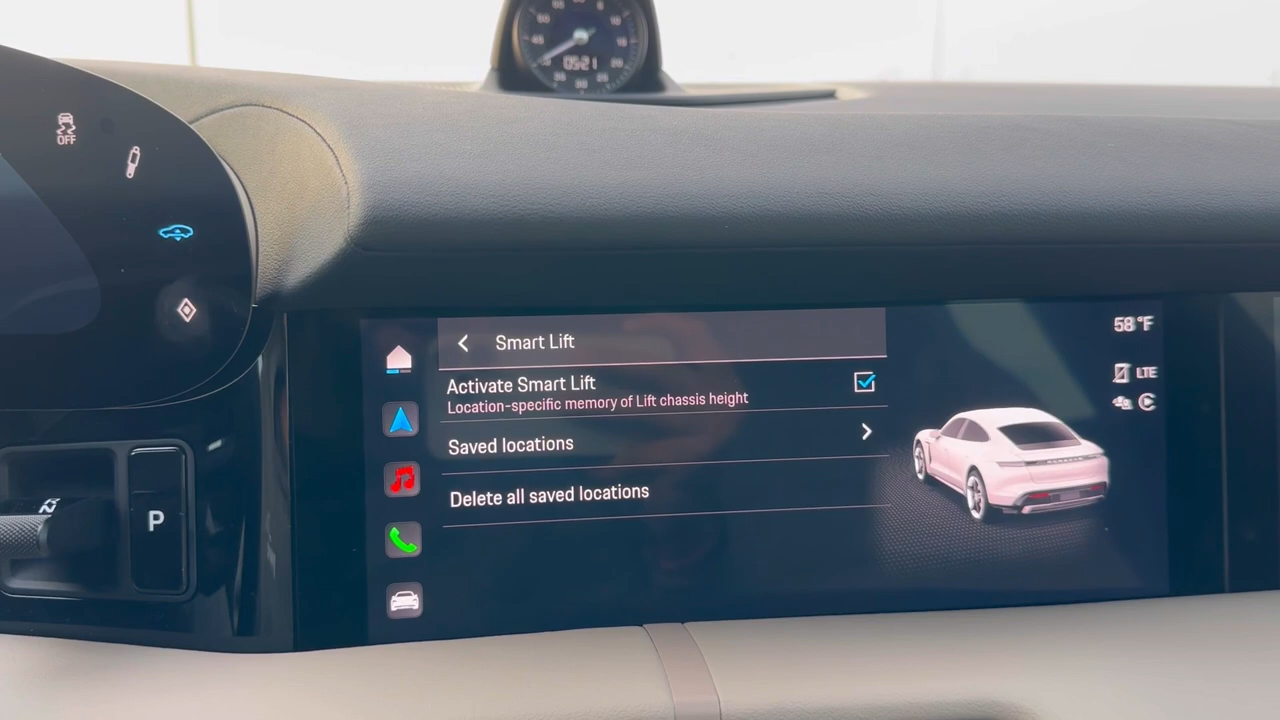 05:21
OFF
P
Smart Lift
Activate Smart Lift
Location-specific memory of Lift chassis height
Saved locations
Delete all saved locations
58°F
LTE